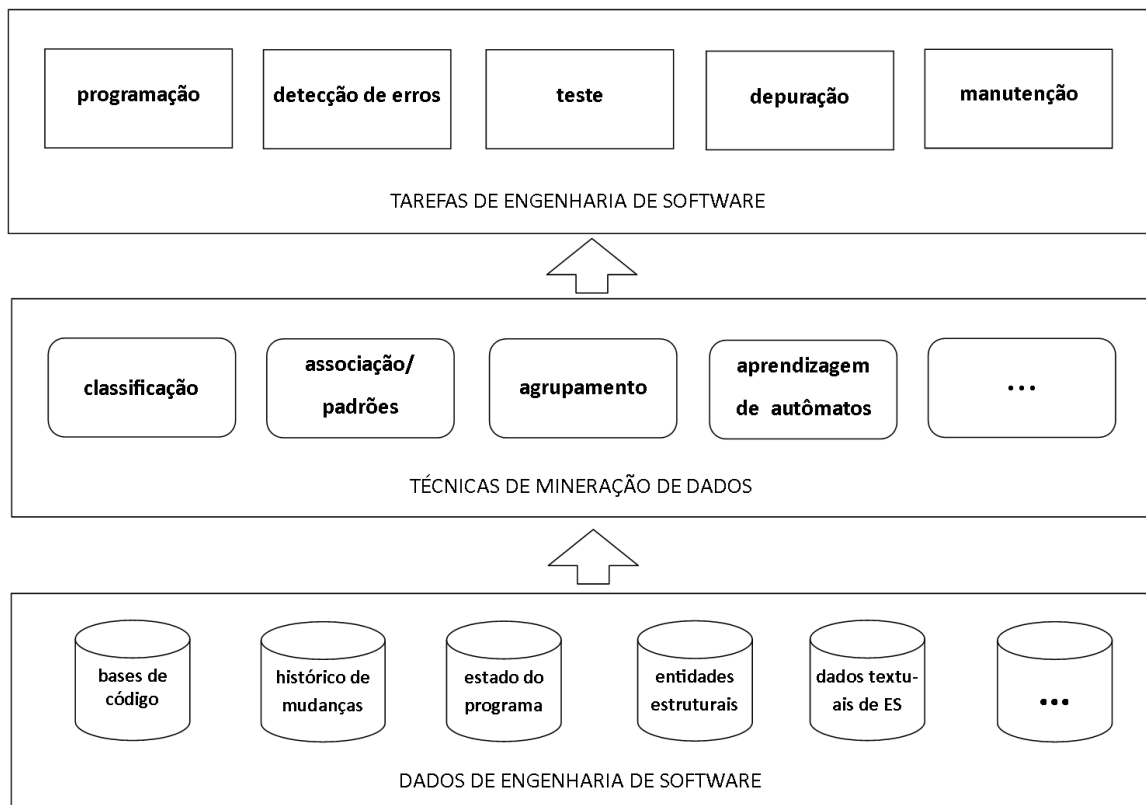 programação
detecção de erros
teste
depuração
manutenção
TAREFAS DE ENGENHARIA DE SOFTWARE
classificação
associação/
padrões
agrupamento
aprendizagem
de autômatos
...
TÉCNICAS DE MINERAÇÃO DE DADOS
bases de
código
histórico de
mudanças
estado do
programa
entidades
estruturais
dados textu-
ais de ES
...
DADOS DE ENGENHARIA DE SOFTWARE